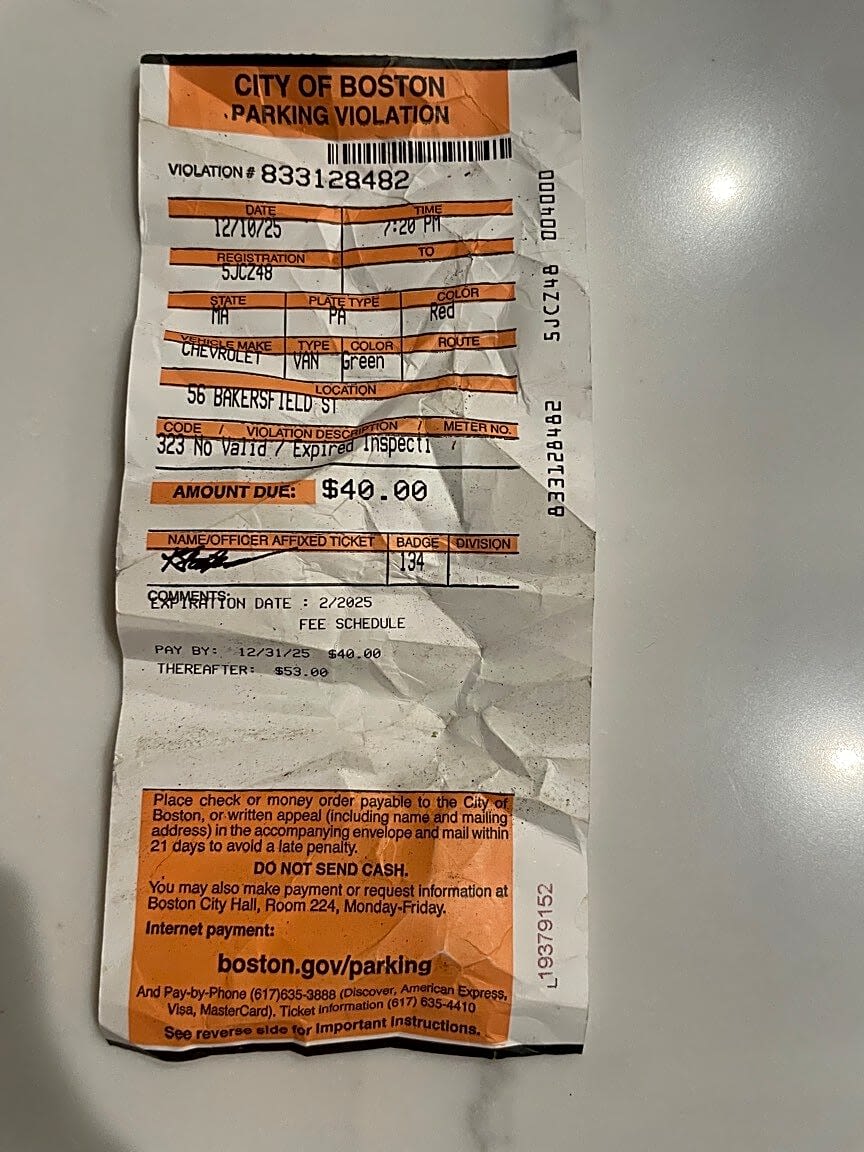 CITY OF BOSTON
PARKING VIOLATION
VIOLATION # 833128482
DATE TIME
12/10/25 7:20 PM
REGISTRATION TO
5JCZ48
STATE PLATE TYPE COLOR
MA PA Red
VEHICLE MAKE TYPE COLOR ROUTE
CHEVROLET VAN Green
LOCATION
56 BAKERSFIELD ST
CODE / VIOLATION DESCRIPTION / METER NO.
323 No Valid / Expired Inspecti /
AMOUNT DUE: $40.00
NAME/OFFICER AFFIXED TICKET BADGE DIVISION
134
COMMENTS:
EXPIRATION DATE : 2/2025
FEE SCHEDULE
PAY BY: 12/31/25 $40.00
THEREAFTER: $53.00
Place check or money order payable to the City of
Boston, or written appeal (including name and mailing
address) in the accompanying envelope and mail within
21 days to avoid a late penalty.
DO NOT SEND CASH.
You may also make payment or request information at
Boston City Hall, Room 224, Monday-Friday.
Internet payment:
boston.gov/parking
And Pay-by-Phone (617)635-3888 (Discover, American Express,
Visa, MasterCard). Ticket Information (617) 635-4410
See reverse side for Important Instructions.
833128482 5JCZ48 004000
L19379152